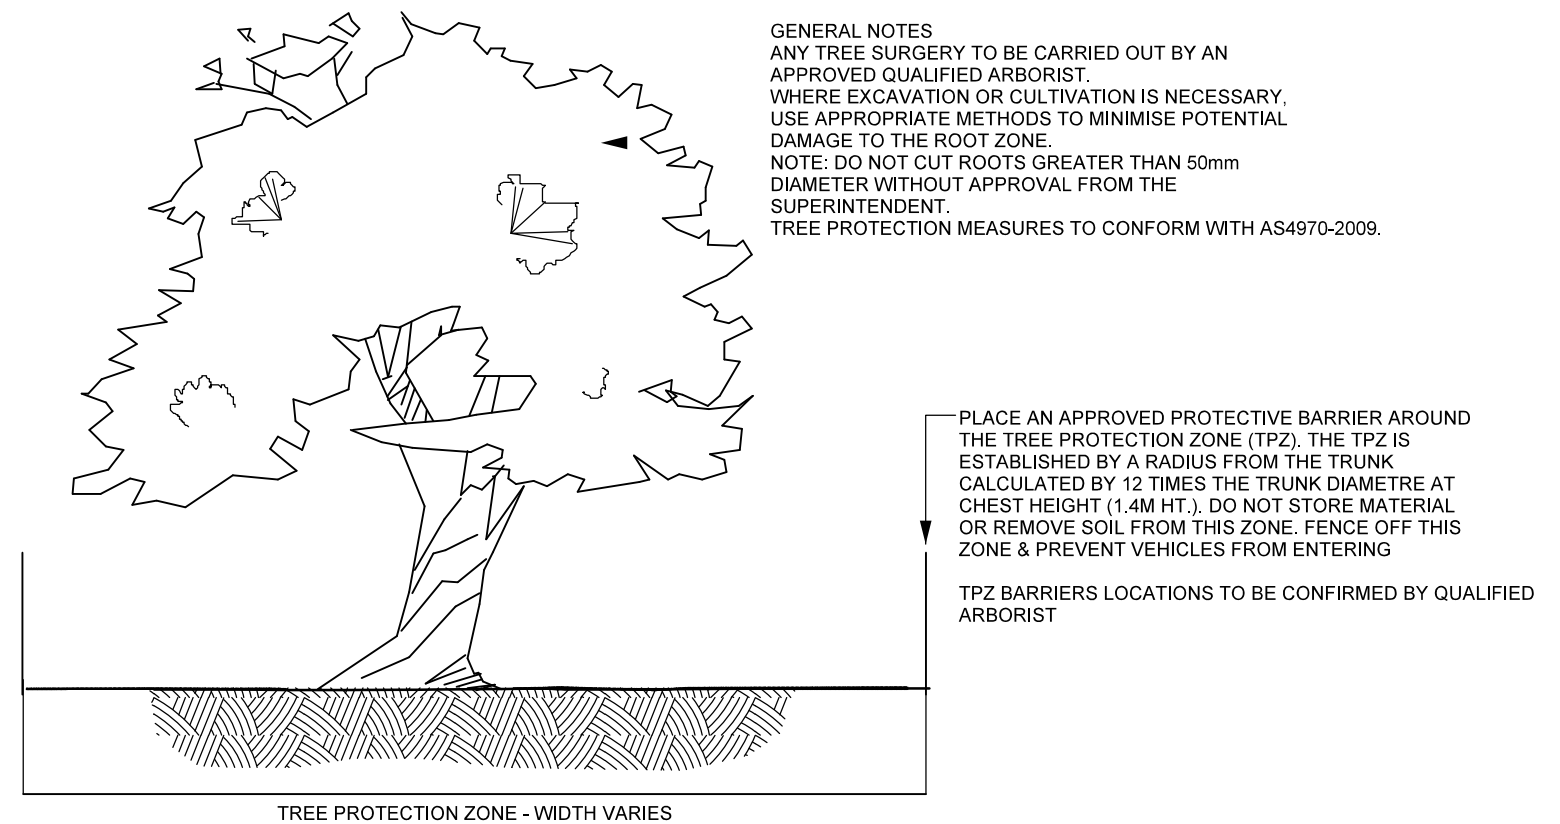 GENERAL NOTES
ANY TREE SURGERY TO BE CARRIED OUT BY AN
APPROVED QUALIFIED ARBORIST.
WHERE EXCAVATION OR CULTIVATION IS NECESSARY,
USE APPROPRIATE METHODS TO MINIMISE POTENTIAL
DAMAGE TO THE ROOT ZONE.
NOTE: DO NOT CUT ROOTS GREATER THAN 50mm
DIAMETER WITHOUT APPROVAL FROM THE
SUPERINTENDENT.
TREE PROTECTION MEASURES TO CONFORM WITH AS4970-2009.
PLACE AN APPROVED PROTECTIVE BARRIER AROUND
THE TREE PROTECTION ZONE (TPZ). THE TPZ IS
ESTABLISHED BY A RADIUS FROM THE TRUNK
CALCULATED BY 12 TIMES THE TRUNK DIAMETRE AT
CHEST HEIGHT (1.4M HT.). DO NOT STORE MATERIAL
OR REMOVE SOIL FROM THIS ZONE. FENCE OFF THIS
ZONE & PREVENT VEHICLES FROM ENTERING
TPZ BARRIERS LOCATIONS TO BE CONFIRMED BY QUALIFIED
ARBORIST
TREE PROTECTION ZONE - WIDTH VARIES